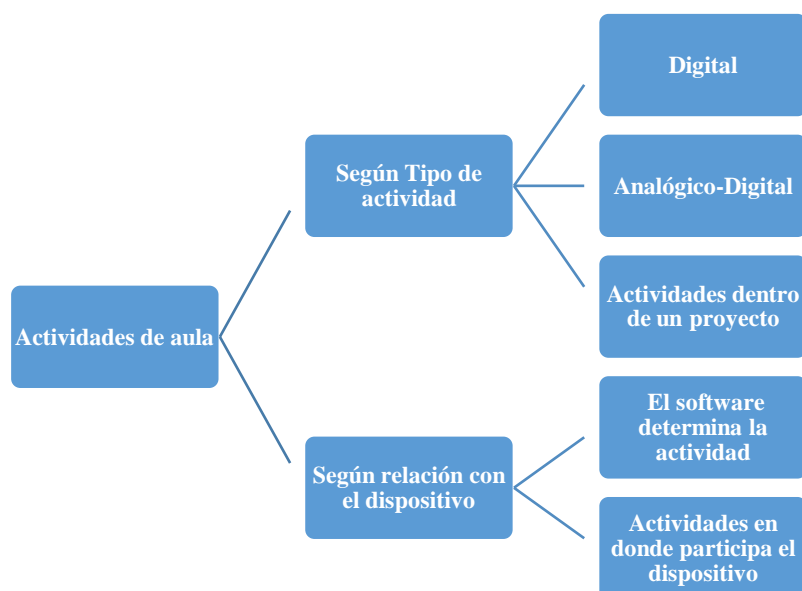 Actividades de aula
Según Tipo de
actividad
Digital
Analógico-Digital
Actividades dentro
de un proyecto
Según relación con
el dispositivo
El software
determina la
actividad
Actividades en
donde participa el
dispositivo